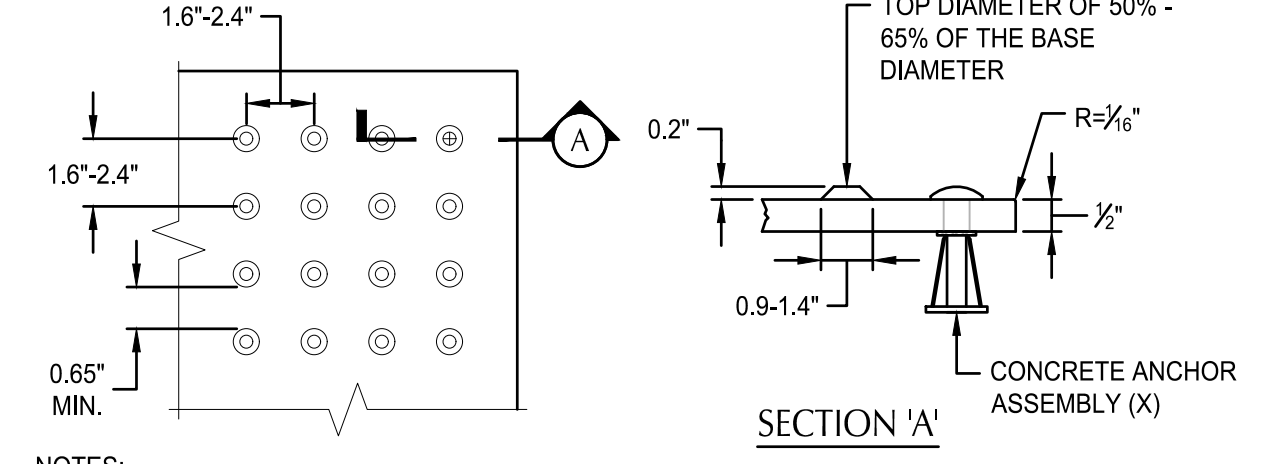 1.6"-2.4"
1.6"-2.4"
0.65"
MIN.
A
TOP DIAMETER OF 50% -
65% OF THE BASE
DIAMETER
0.2"
R=1/16"
1/2"
0.9-1.4"
CONCRETE ANCHOR
ASSEMBLY (X)
SECTION 'A'
NOTES: